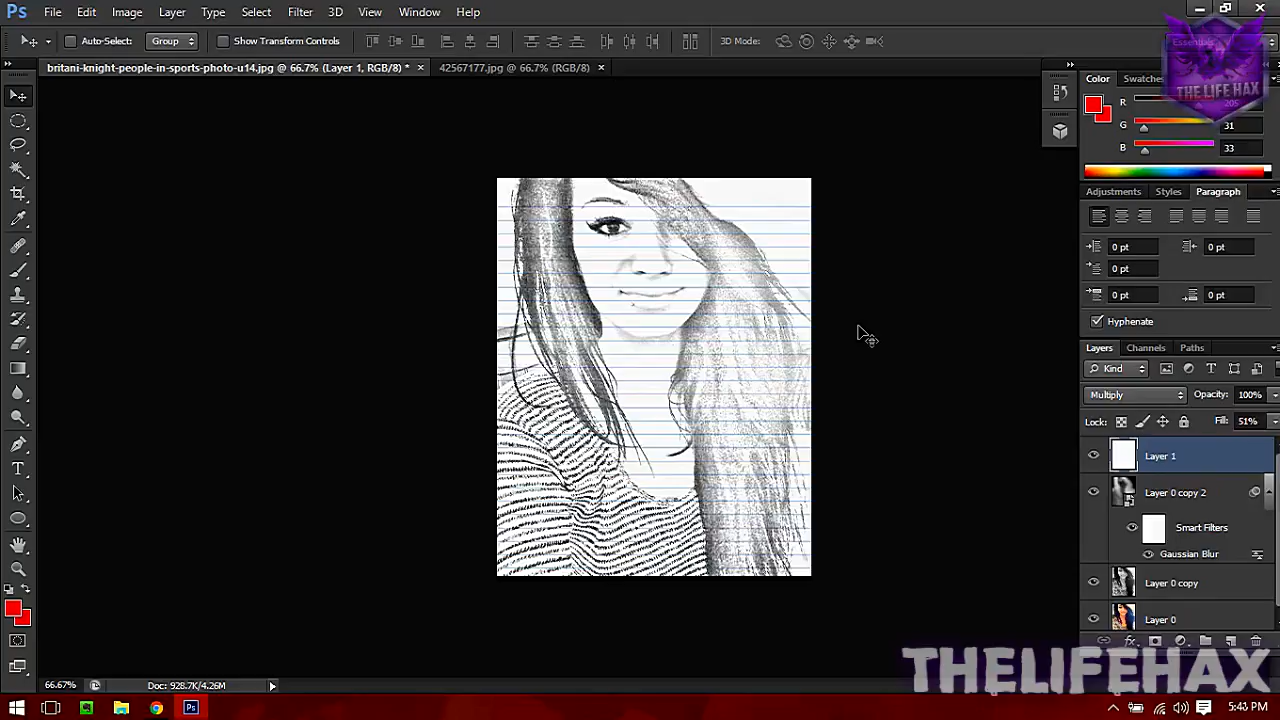 Ps File Edit Image Layer Type Select Filter 3D View Window Help
Auto-Select: Group Show Transform Controls 3D Mode: Essentials
britani-knight-people-in-sports-photo-u14.jpg @ 66.7% (Layer 1, RGB/8) * × 42567177.jpg @ 66.7% (RGB/8) ×
THE LIFE HAX
Color Swatches
R 205
G 31
B 33
Adjustments Styles Paragraph
0 pt 0 pt
0 pt
0 pt 0 pt
Hyphenate
Layers Channels Paths
Kind
Multiply Opacity: 100%
Lock: Fill: 51%
Layer 1
Layer 0 copy 2
Smart Filters
Gaussian Blur
Layer 0 copy
Layer 0
THELIFEHAX
66.67% Doc: 928.7K/4.26M
Ps 5:43 PM